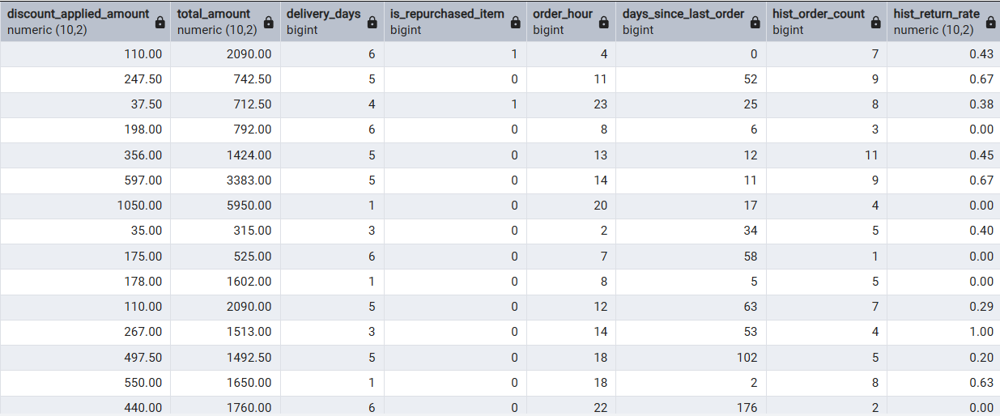 discount_applied_amount total_amount delivery_days is_repurchased_item order_hour days_since_last_order hist_order_count hist_return_rate
numeric (10,2) numeric (10,2) bigint bigint bigint bigint bigint numeric (10,2)
110.00 2090.00 6 1 4 0 7 0.43
247.50 742.50 5 0 11 52 9 0.67
37.50 712.50 4 1 23 25 8 0.38
198.00 792.00 6 0 8 6 3 0.00
356.00 1424.00 5 0 13 12 11 0.45
597.00 3383.00 5 0 14 11 9 0.67
1050.00 5950.00 1 0 20 17 4 0.00
35.00 315.00 3 0 2 34 5 0.40
175.00 525.00 6 0 7 58 1 0.00
178.00 1602.00 1 0 8 5 5 0.00
110.00 2090.00 5 0 12 63 7 0.29
267.00 1513.00 3 0 14 53 4 1.00
497.50 1492.50 5 0 18 102 5 0.20
550.00 1650.00 1 0 18 2 8 0.63
440.00 1760.00 6 0 22 176 2 0.00